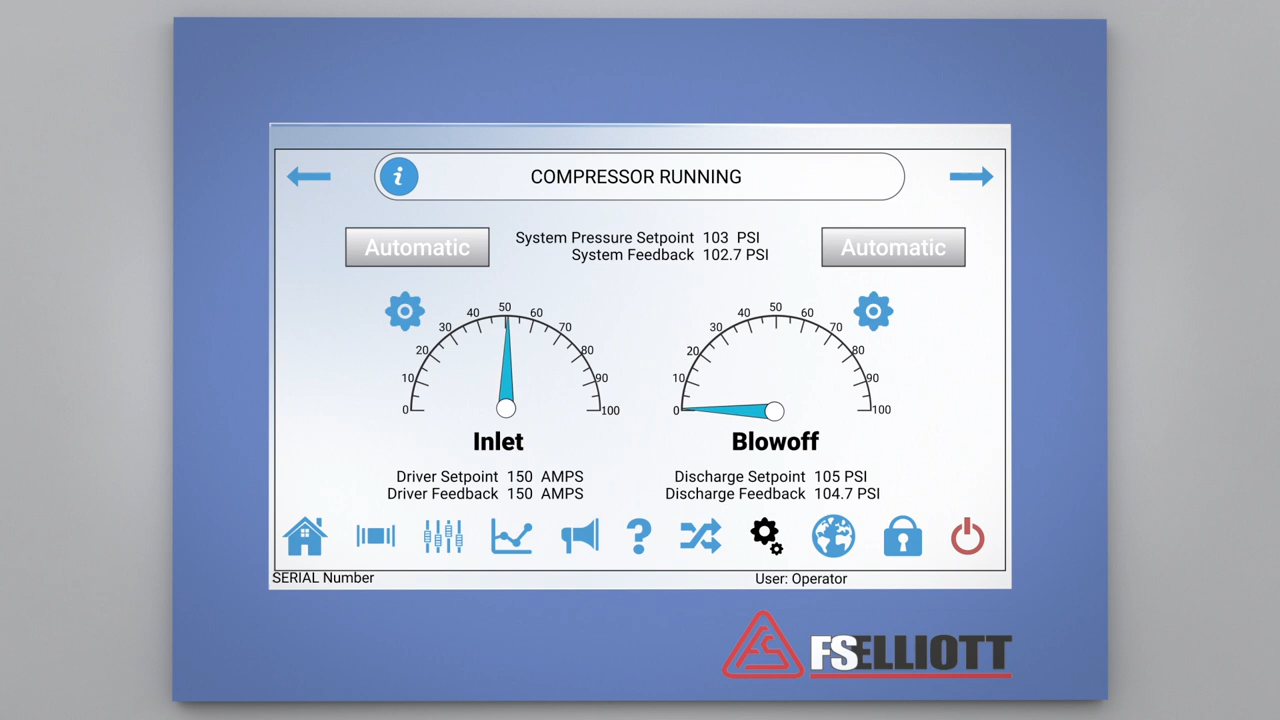 COMPRESSOR RUNNING
Automatic
System Pressure Setpoint 103 PSI
System Feedback 102.7 PSI
Automatic
0 10 20 30 40 50 60 70 80 90 100
0 10 20 30 40 50 60 70 80 90 100
Inlet
Blowoff
Driver Setpoint 150 AMPS
Driver Feedback 150 AMPS
Discharge Setpoint 105 PSI
Discharge Feedback 104.7 PSI
SERIAL Number
User: Operator
FS ELLIOTT